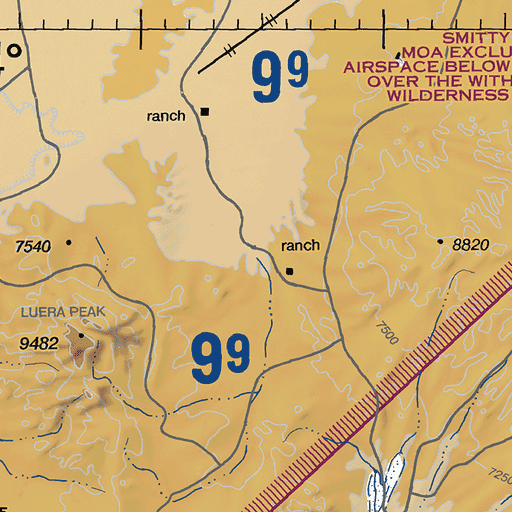 SMITTY
O
MOA EXCLU
AIRSPACE BELOW
OVER THE WITH
WILDERNESS
99
ranch
7540
ranch
8820
LUERA PEAK
9482
99
7500
7250